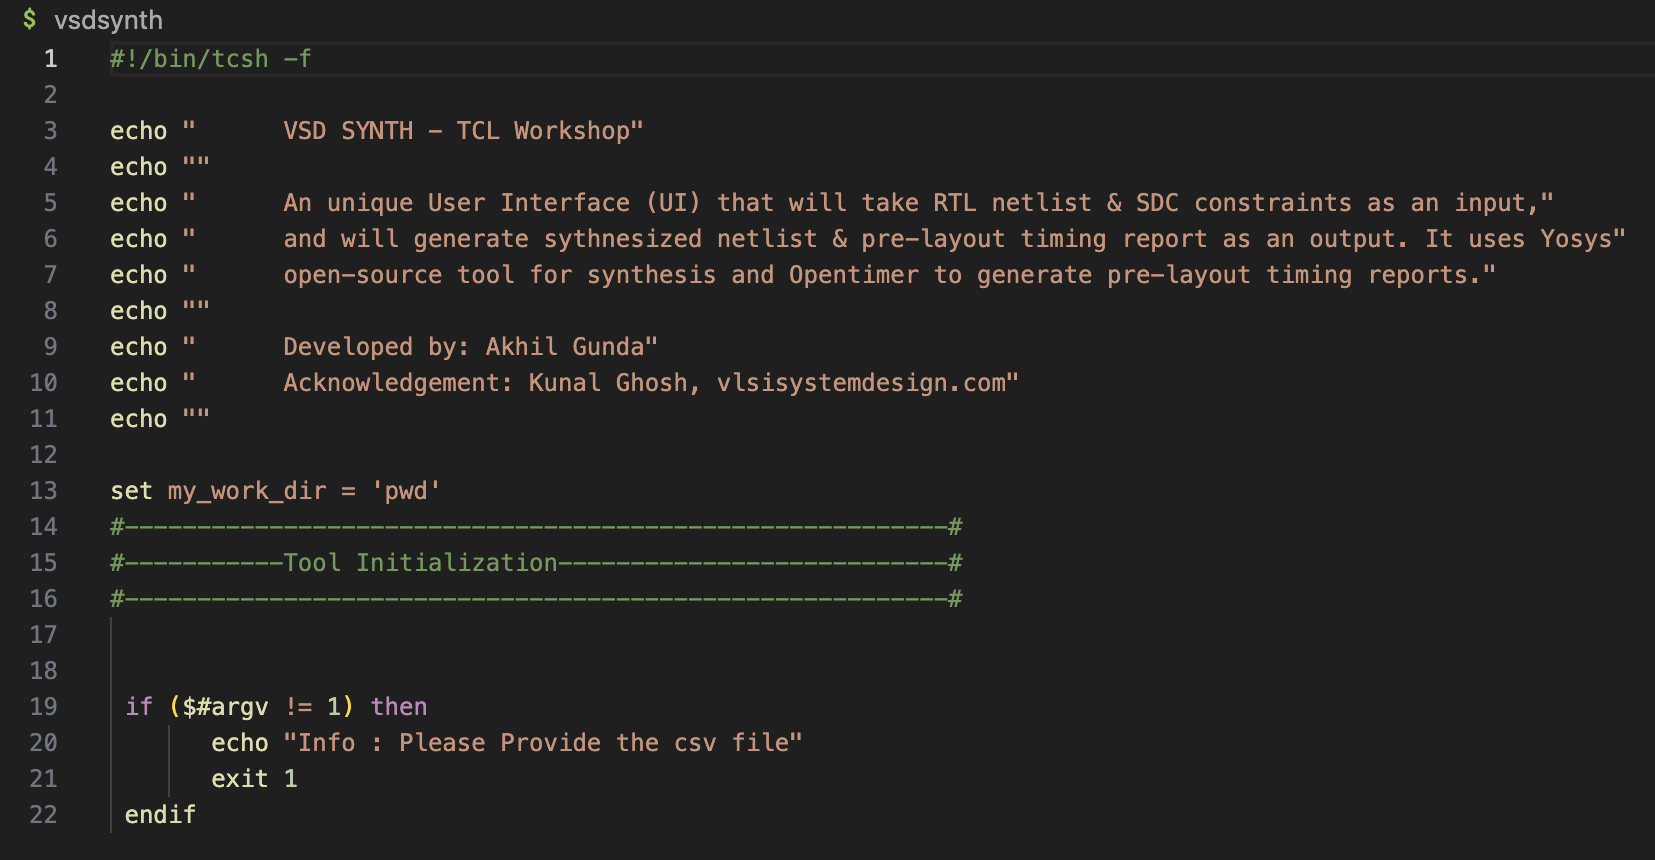 $ vsdsynth
1 #!/bin/tcsh -f
2
3 echo "      VSD SYNTH - TCL Workshop"
4 echo ""
5 echo "      An unique User Interface (UI) that will take RTL netlist & SDC constraints as an input,"
6 echo "      and will generate sythnesized netlist & pre-layout timing report as an output. It uses Yosys"
7 echo "      open-source tool for synthesis and Opentimer to generate pre-layout timing reports."
8 echo ""
9 echo "      Developed by: Akhil Gunda"
10 echo "      Acknowledgement: Kunal Ghosh, vlsisystemdesign.com"
11 echo ""
12
13 set my_work_dir = 'pwd'
14 #---------------------------------------------------------#
15 #-----------Tool Initialization---------------------------#
16 #---------------------------------------------------------#
17
18
19  if ($#argv != 1) then
20        echo "Info : Please Provide the csv file"
21        exit 1
22  endif